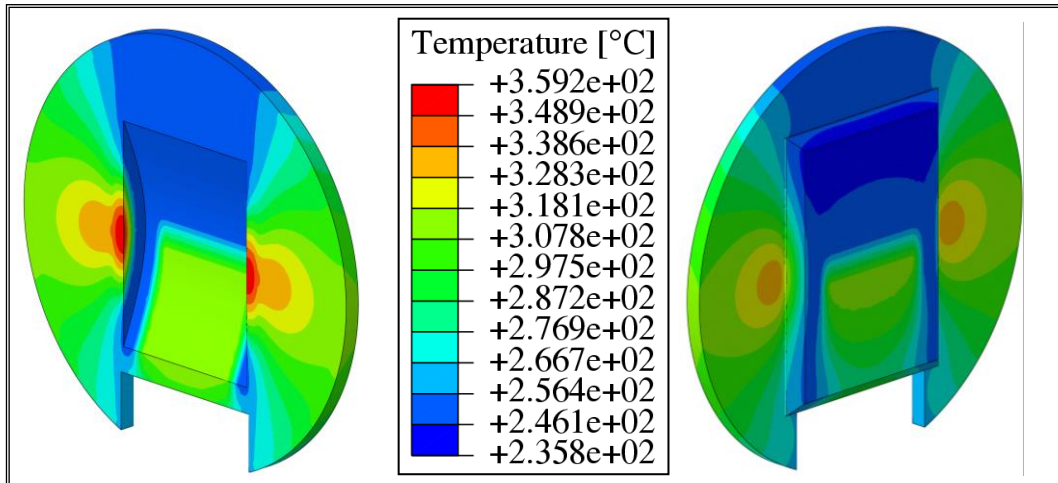 Temperature [°C]
+3.592e+02
+3.489e+02
+3.386e+02
+3.283e+02
+3.181e+02
+3.078e+02
+2.975e+02
+2.872e+02
+2.769e+02
+2.667e+02
+2.564e+02
+2.461e+02
+2.358e+02